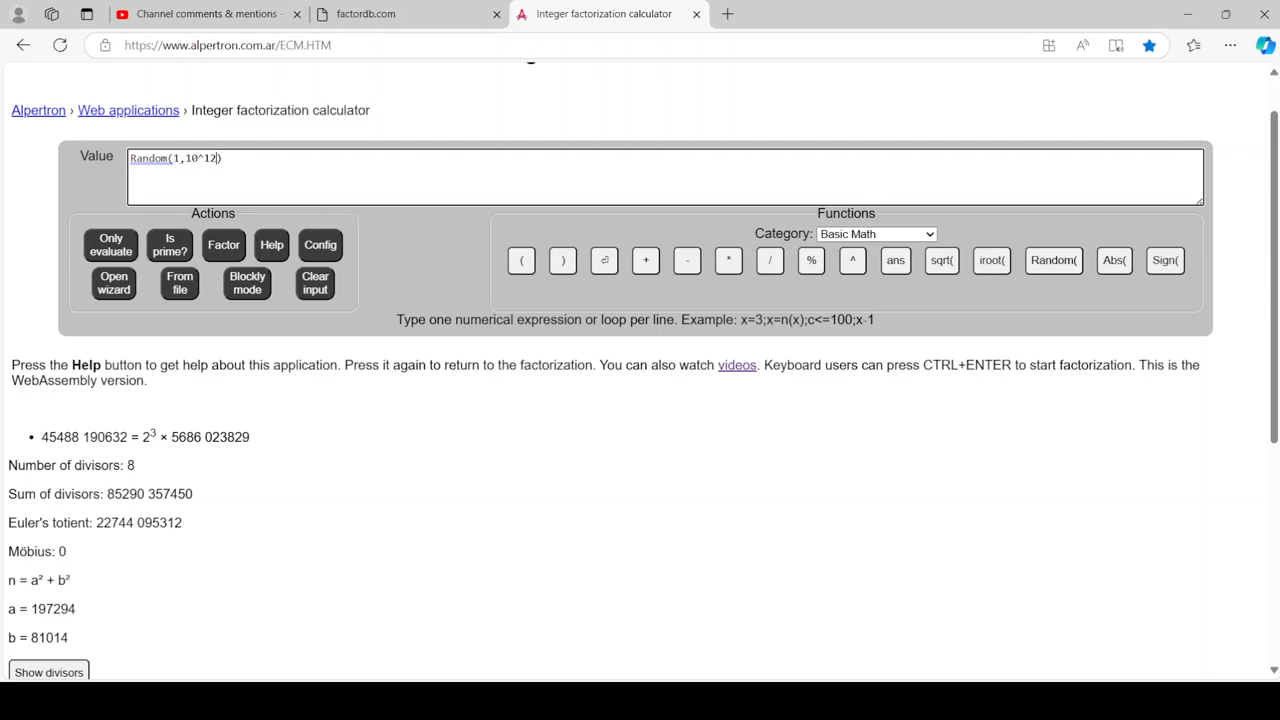 Channel comments & mentions -
factordb.com
Integer factorization calculator
https://www.alpertron.com.ar/ECM.HTM
Alpertron › Web applications › Integer factorization calculator
Value
Random(1,10^12)
Actions
Functions
Only evaluate
Is prime?
Factor
Help
Config
Category: Basic Math
( ) ⏎ + - * / % ^ ans sqrt( iroot( Random( Abs( Sign(
Open wizard
From file
Blockly mode
Clear input
Type one numerical expression or loop per line. Example: x=3;x=n(x);c<=100;x-1
Press the Help button to get help about this application. Press it again to return to the factorization. You can also watch videos. Keyboard users can press CTRL+ENTER to start factorization. This is the
WebAssembly version.
• 45488 190632 = 2³ × 5686 023829
Number of divisors: 8
Sum of divisors: 85290 357450
Euler's totient: 22744 095312
Möbius: 0
n = a² + b²
a = 197294
b = 81014
Show divisors